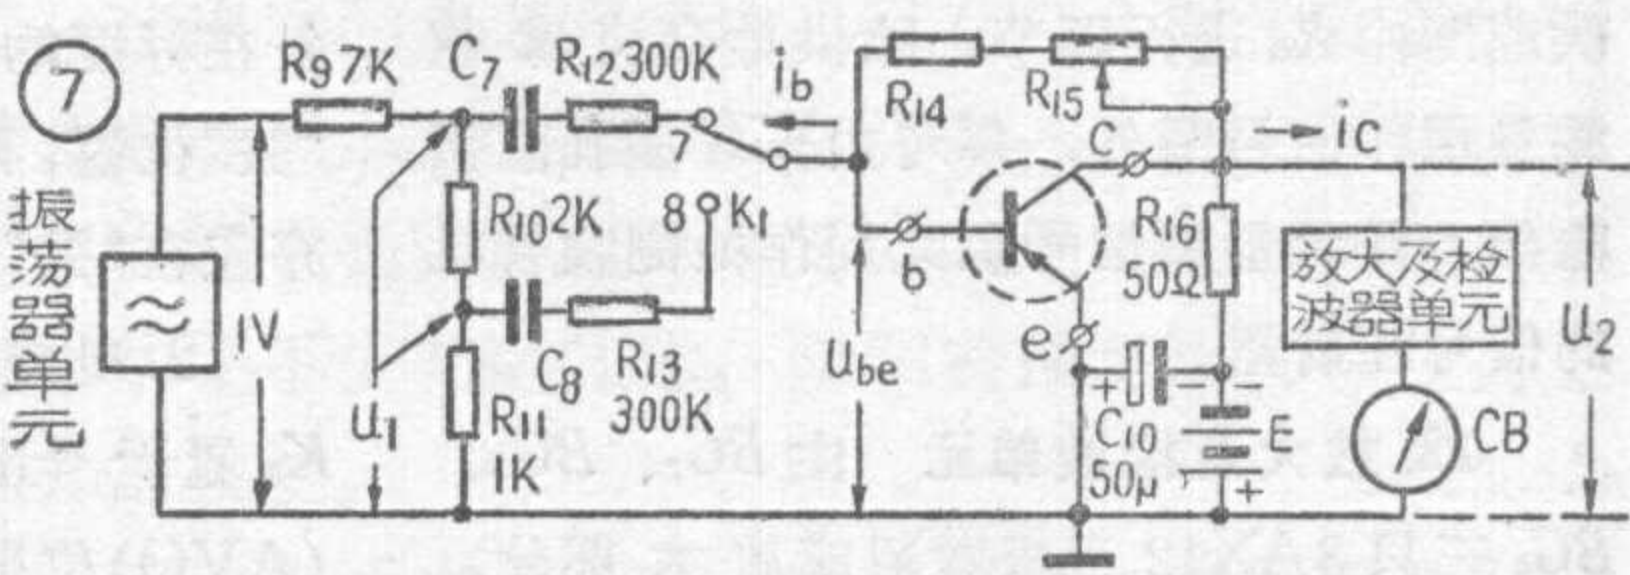 7
振荡器单元
1V
R9 7K
C7
R12 300K
7
ib
R14
R15
iC
u1
R10 2K
8
K1
C8
R13
300K
R11
1K
ube
b
C
e
R16
50Ω
+
−
−
C10
50μ
E
+
放大及检
波器单元
CB
U2